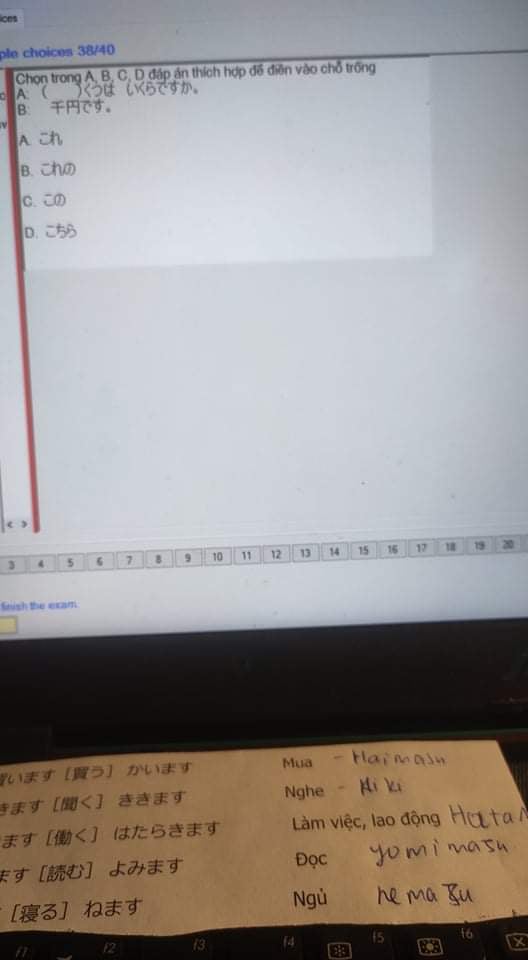 ices
ple choices 38/40
Chọn trong A, B, C, D đáp án thích hợp để điền vào chỗ trống
A: ( )くつは いくらですか。
B: 千円です。
A. これ
B. これの
C. この
D. こちら
< >
3 4 5 6 7 8 9 10 11 12 13 14 15 16 17 18 19 20
finish the exam.
います［買う］ かいます Mua - Haimasu
きます［聞く］ ききます Nghe - Kiki
ます［働く］ はたらきます Làm việc, lao động Hata
ます［読む］ よみます Đọc yomimasu
［寝る］ ねます Ngủ nemasu
f1 f2 f3 f4 f5 f6